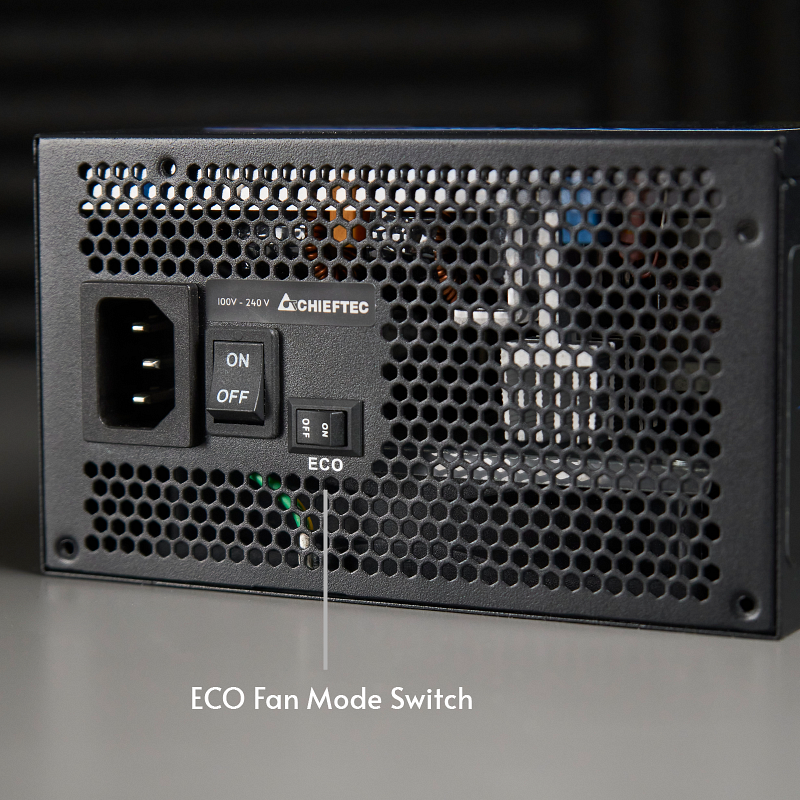 100V - 240V CHIEFTEC
ON
OFF
OFF ON
ECO
ECO Fan Mode Switch